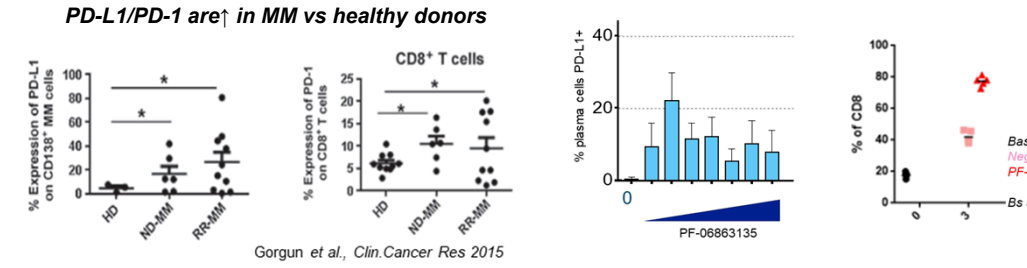 PD-L1/PD-1 are↑ in MM vs healthy donors
% Expression of PD-L1
on CD138+ MM cells
100
80
60
40
20
0
*
*
HD
ND-MM
RR-MM
CD8+ T cells
% Expression of PD-1
on CD8+ T cells
25
20
15
10
5
0
*
*
HD
ND-MM
RR-MM
Gorgun et al., Clin.Cancer Res 2015
% plasma cells PD-L1+
40
20
0
0
PF-06863135
% of CD8
100
80
60
40
20
0
0
3
Bas
Neg
PF-
Bs